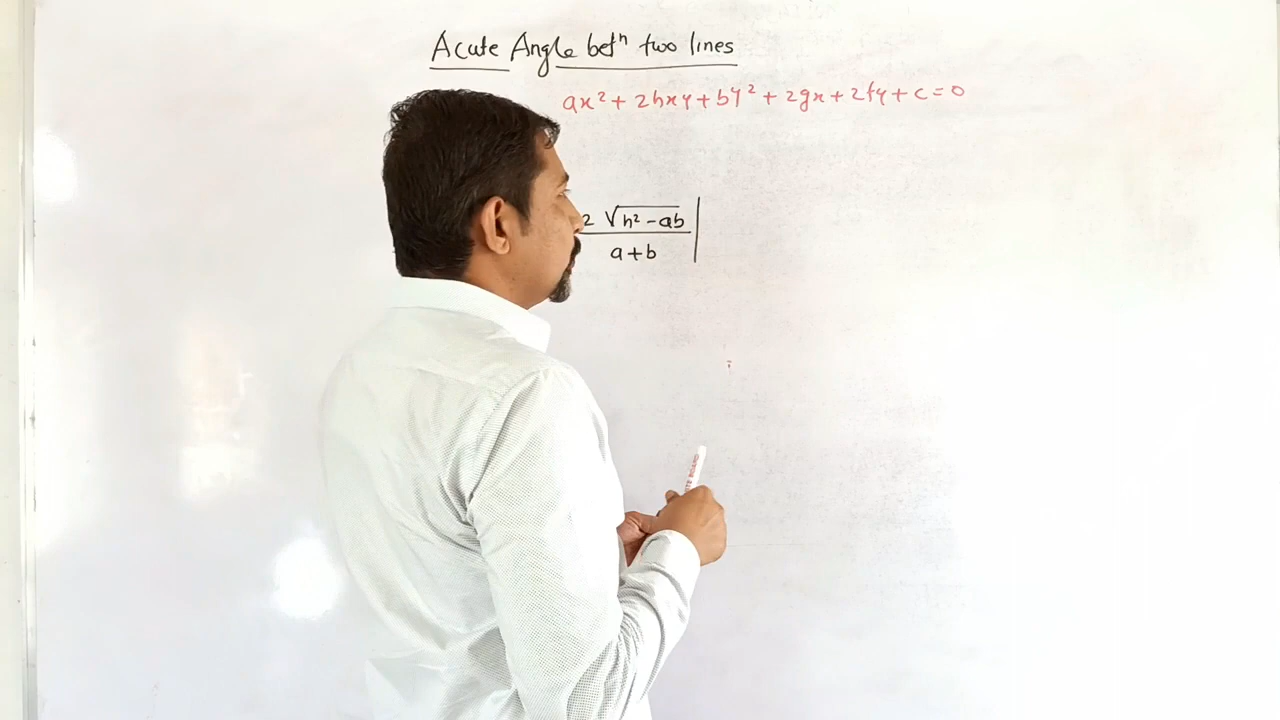 Acute Angle betⁿ two lines
ax² + 2hxy + by² + 2gx + 2fy + c = 0
2 √h² - ab |
a + b